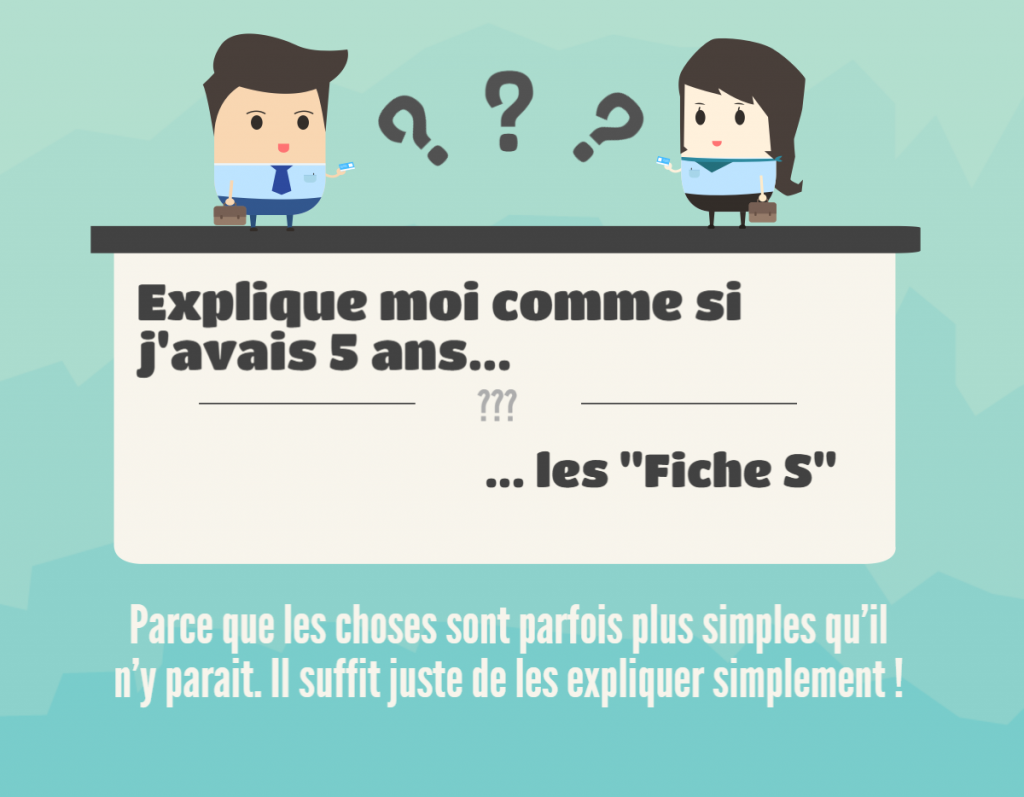 ? ? ?
Explique moi comme si
j'avais 5 ans...
???
... les "Fiche S"
Parce que les choses sont parfois plus simples qu’il
n’y parait. Il suffit juste de les expliquer simplement !